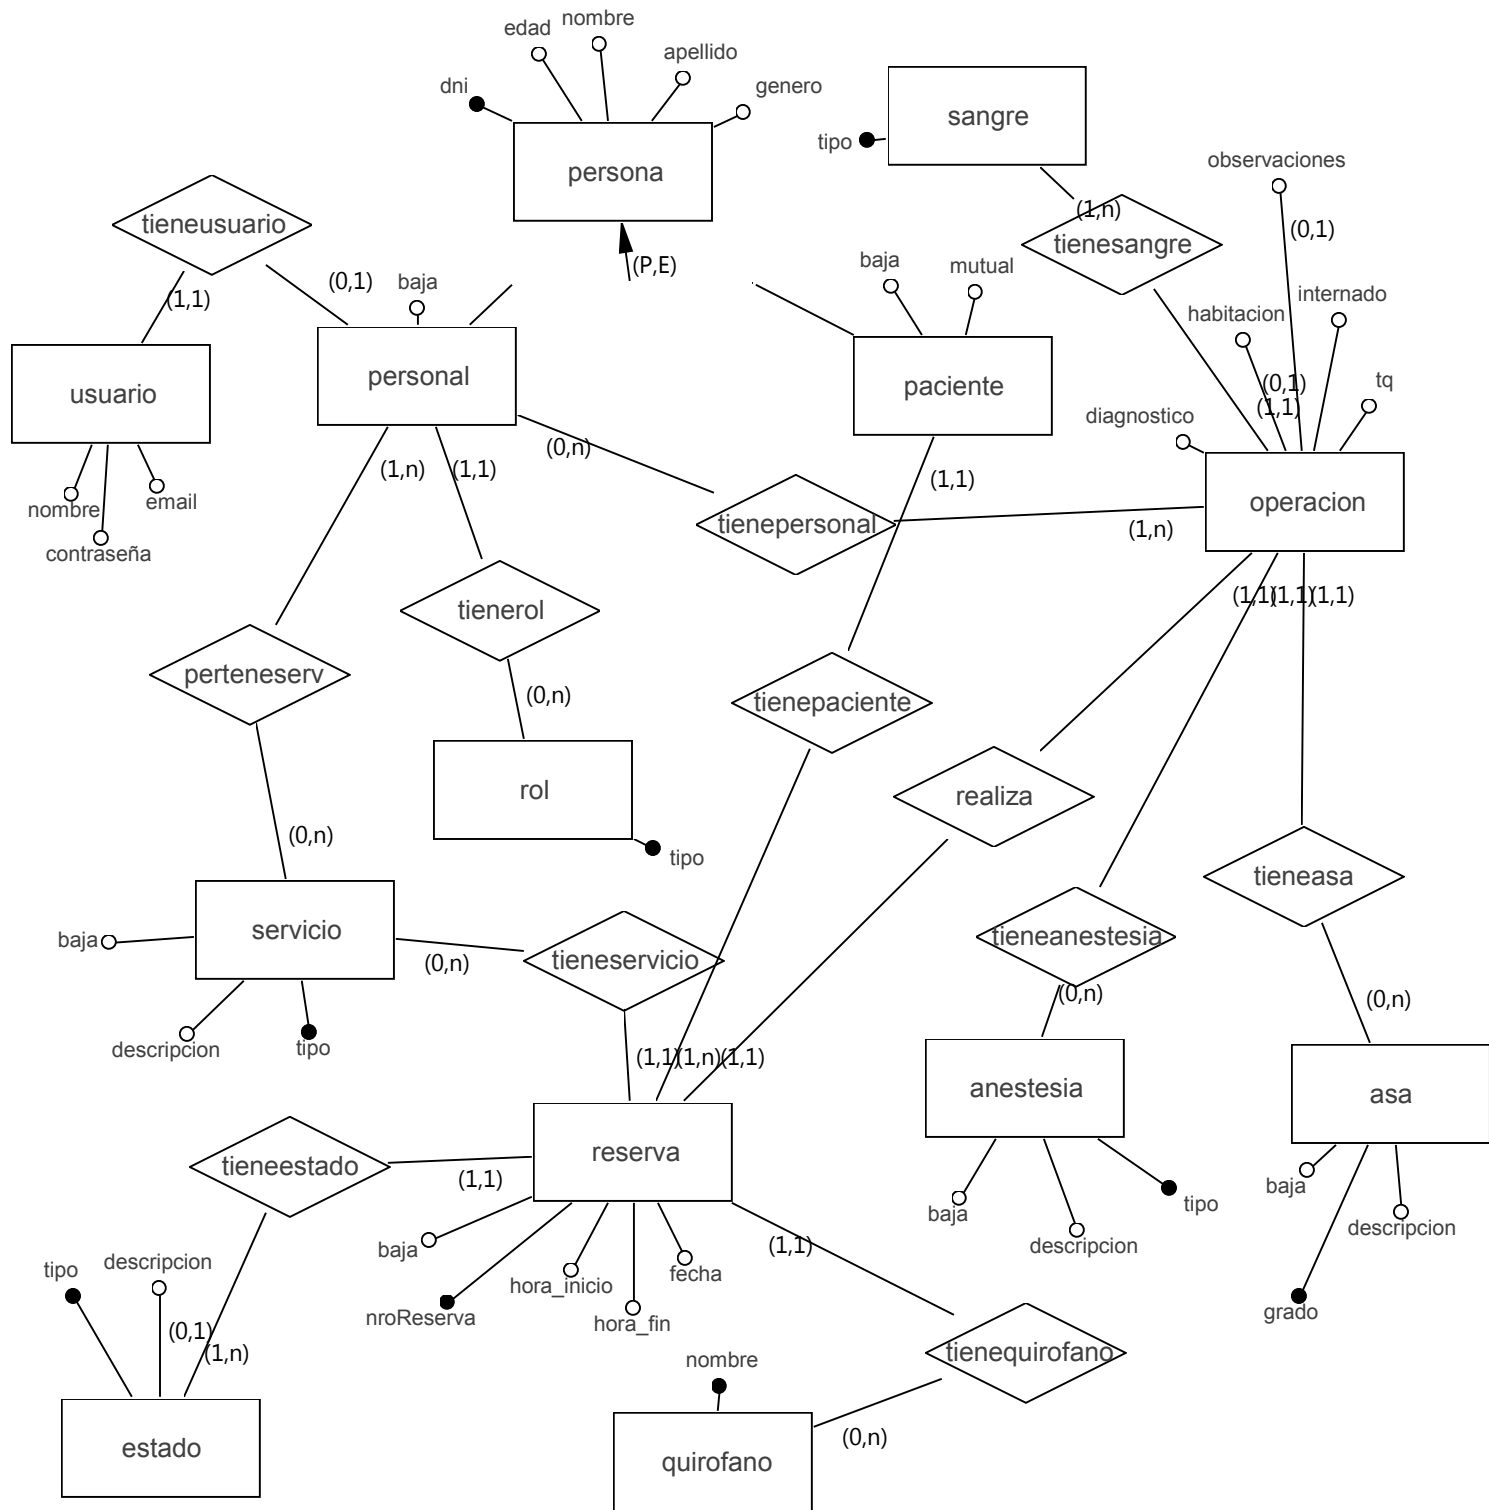 nombre
edad
apellido
dni
genero
sangre
tipo
persona
observaciones
tieneusuario
(1,n)
tienesangre
(0,1)
(P,E)
baja
mutual
(0,1)
baja
(1,1)
habitacion
internado
usuario
personal
paciente
(0,1)
tq
(1,1)
diagnostico
(0,n)
(1,n)
(1,1)
(1,1)
nombre
email
contraseña
operacion
tienepersonal
(1,n)
(1,1)(1,1)(1,1)
tienerol
perteneserv
(0,n)
tienepaciente
rol
realiza
(0,n)
tipo
tieneasa
baja
servicio
(0,n)
tieneservicio
tieneanestesia
(0,n)
(0,n)
descripcion
tipo
(1,1)(1,n)(1,1)
anestesia
asa
reserva
tieneestado
(1,1)
baja
tipo
baja
descripcion
(1,1)
baja
descripcion
tipo
descripcion
fecha
hora_inicio
nroReserva
hora_fin
grado
(0,1)
(1,n)
tienequirofano
nombre
estado
(0,n)
quirofano